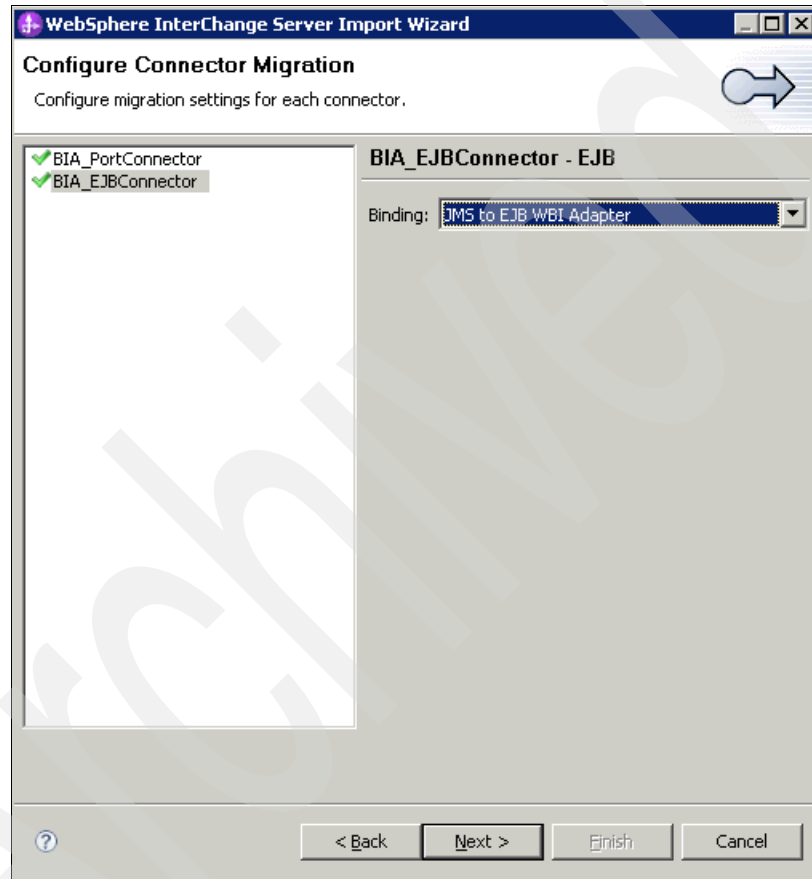 WebSphere InterChange Server Import Wizard
Configure Connector Migration
Configure migration settings for each connector.
BIA_PortConnector
BIA_EJBConnector
BIA_EJBConnector - EJB
Binding: JMS to EJB WBI Adapter
< Back Next > Finish Cancel
Archived